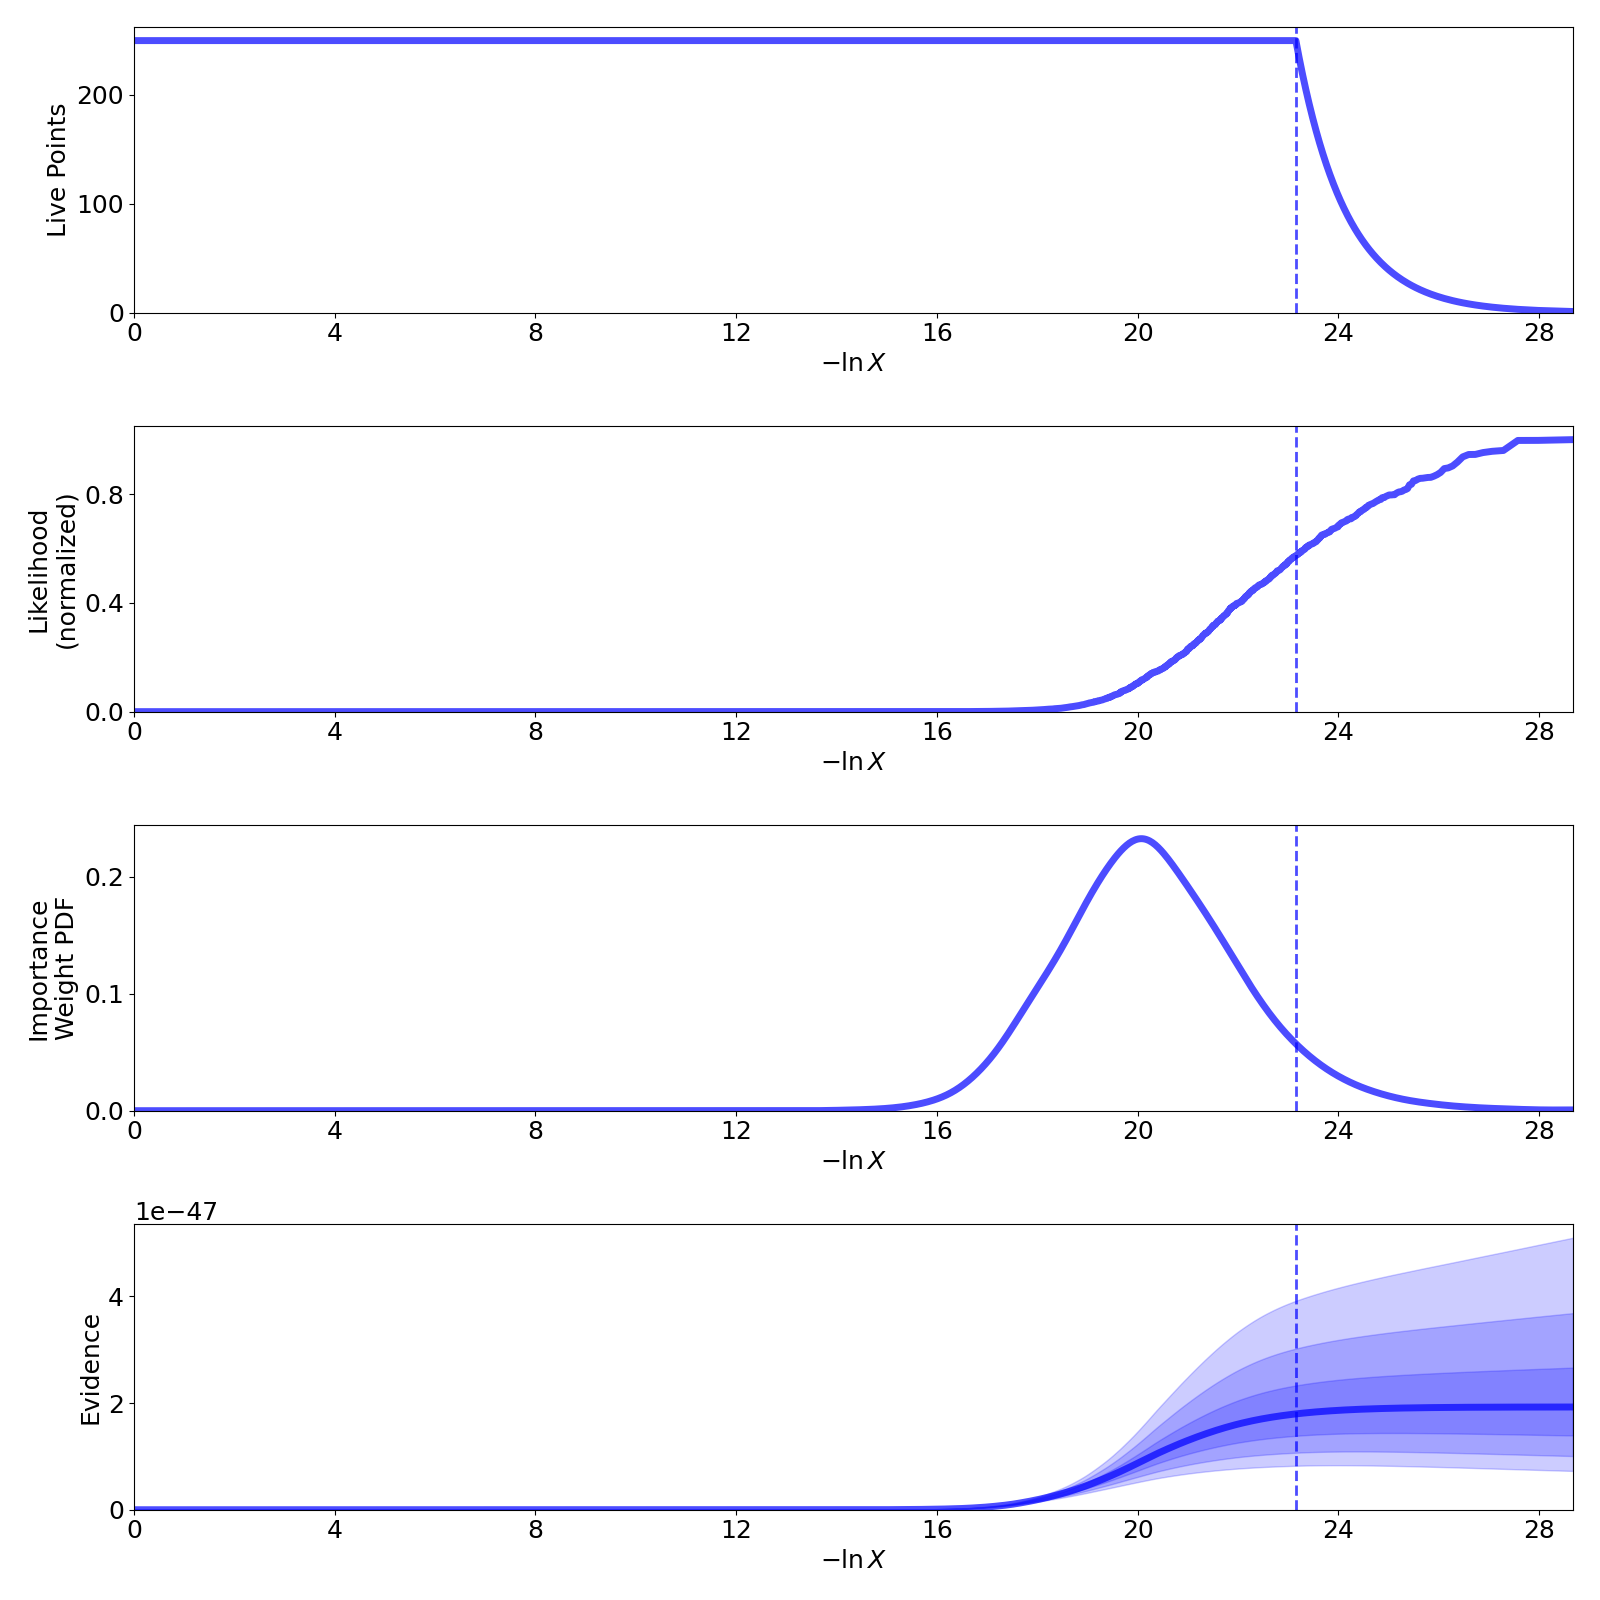 Live Points
200
100
0
0 4 8 12 16 20 24 28
−ln X
Likelihood
(normalized)
0.8
0.4
0.0
0 4 8 12 16 20 24 28
−ln X
Importance
Weight PDF
0.2
0.1
0.0
0 4 8 12 16 20 24 28
−ln X
1e−47
Evidence
4
2
0
0 4 8 12 16 20 24 28
−ln X